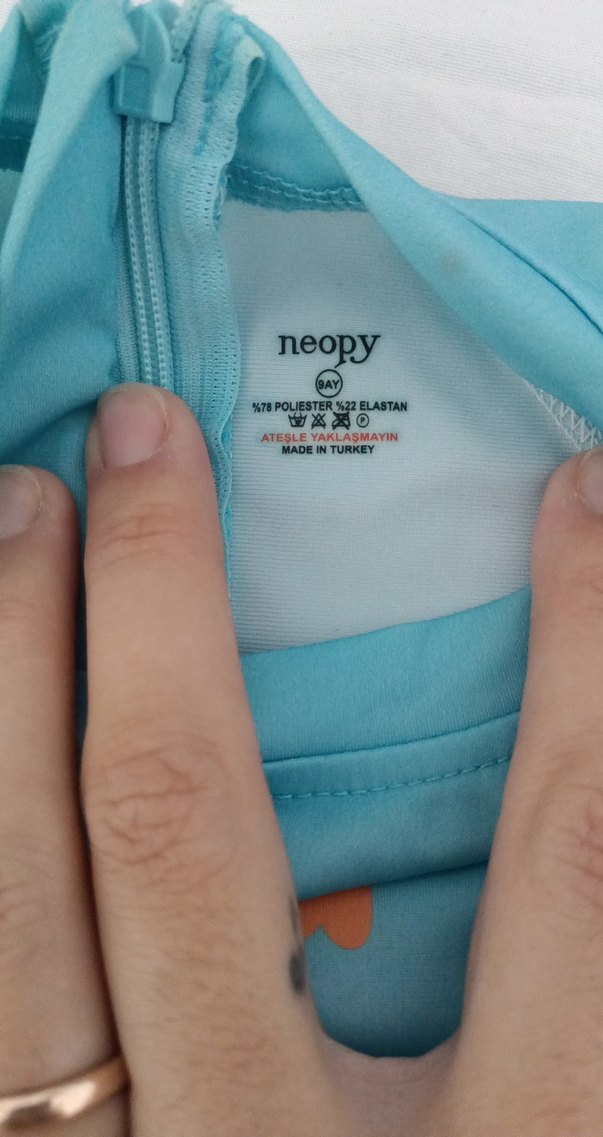 neopy
9AY
%78 POLIESTER %22 ELASTAN
P
ATEŞLE YAKLAŞMAYIN
MADE IN TURKEY